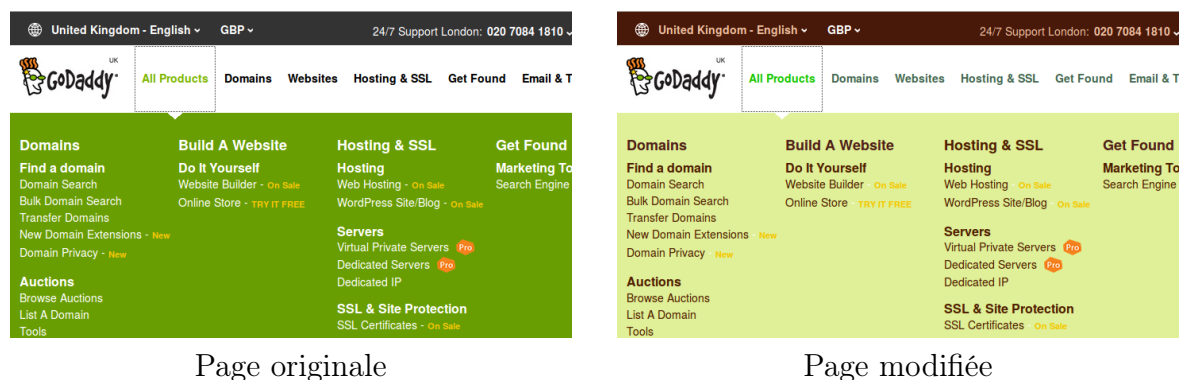 United Kingdom - English GBP 24/7 Support London: 020 7084 1810
UK
GoDaddy All Products Domains Websites Hosting & SSL Get Found Email & T
Domains Build A Website Hosting & SSL Get Found
Find a domain Do It Yourself Hosting Marketing To
Domain Search Website Builder - On Sale Web Hosting - On Sale Search Engine
Bulk Domain Search Online Store - TRY IT FREE WordPress Site/Blog - On Sale
Transfer Domains
New Domain Extensions - New Servers
Domain Privacy - New Virtual Private Servers Pro
Dedicated Servers Pro
Auctions Dedicated IP
Browse Auctions
List A Domain SSL & Site Protection
Tools SSL Certificates - On Sale
Page originale
United Kingdom - English GBP 24/7 Support London: 020 7084 1810
UK
GoDaddy All Products Domains Websites Hosting & SSL Get Found Email & T
Domains Build A Website Hosting & SSL Get Found
Find a domain Do It Yourself Hosting Marketing To
Domain Search Website Builder On Sale Web Hosting On Sale Search Engine
Bulk Domain Search Online Store TRY IT FREE WordPress Site/Blog On Sale
Transfer Domains
New Domain Extensions New Servers
Domain Privacy New Virtual Private Servers Pro
Dedicated Servers Pro
Auctions Dedicated IP
Browse Auctions
List A Domain SSL & Site Protection
Tools SSL Certificates On Sale
Page modifiée